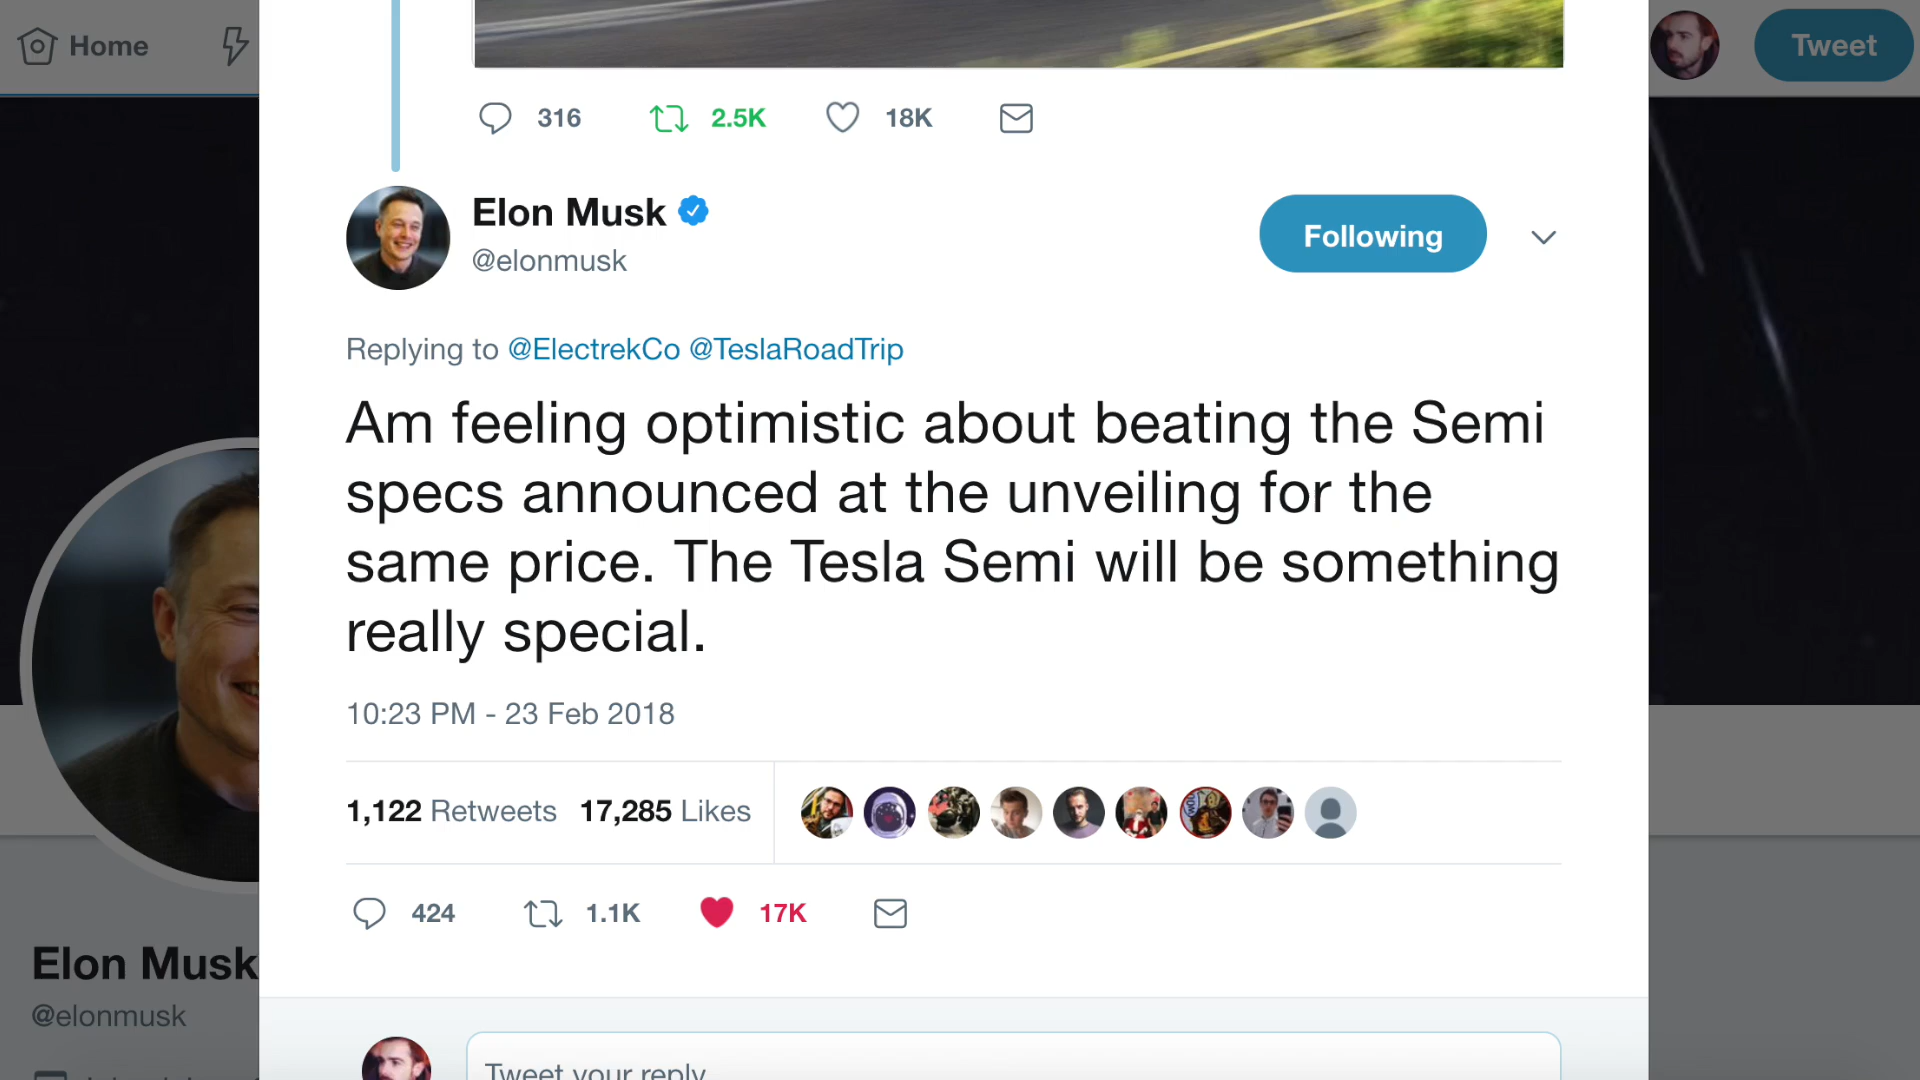 Home
Tweet
316 2.5K 18K
Elon Musk
@elonmusk
Following
Replying to @ElectrekCo @TeslaRoadTrip
Am feeling optimistic about beating the Semi
specs announced at the unveiling for the
same price. The Tesla Semi will be something
really special.
10:23 PM - 23 Feb 2018
1,122 Retweets 17,285 Likes
424 1.1K 17K
Elon Musk
@elonmusk
Tweet your reply